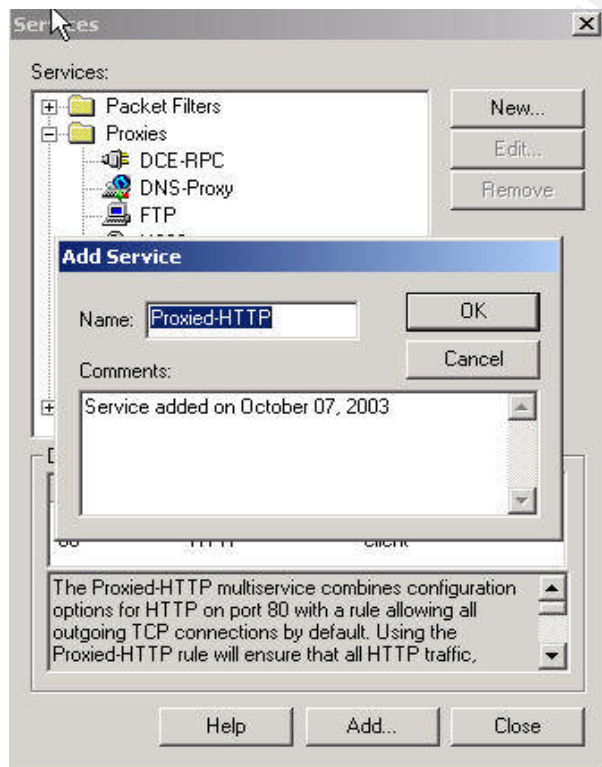 Services
Services:
Packet Filters
Proxies
DCE-RPC
DNS-Proxy
FTP
New...
Edit...
Remove
Add Service
Name: Proxied-HTTP
OK
Cancel
Comments:
Service added on October 07, 2003
The Proxied-HTTP multiservice combines configuration
options for HTTP on port 80 with a rule allowing all
outgoing TCP connections by default. Using the
Proxied-HTTP rule will ensure that all HTTP traffic,
Help
Add...
Close